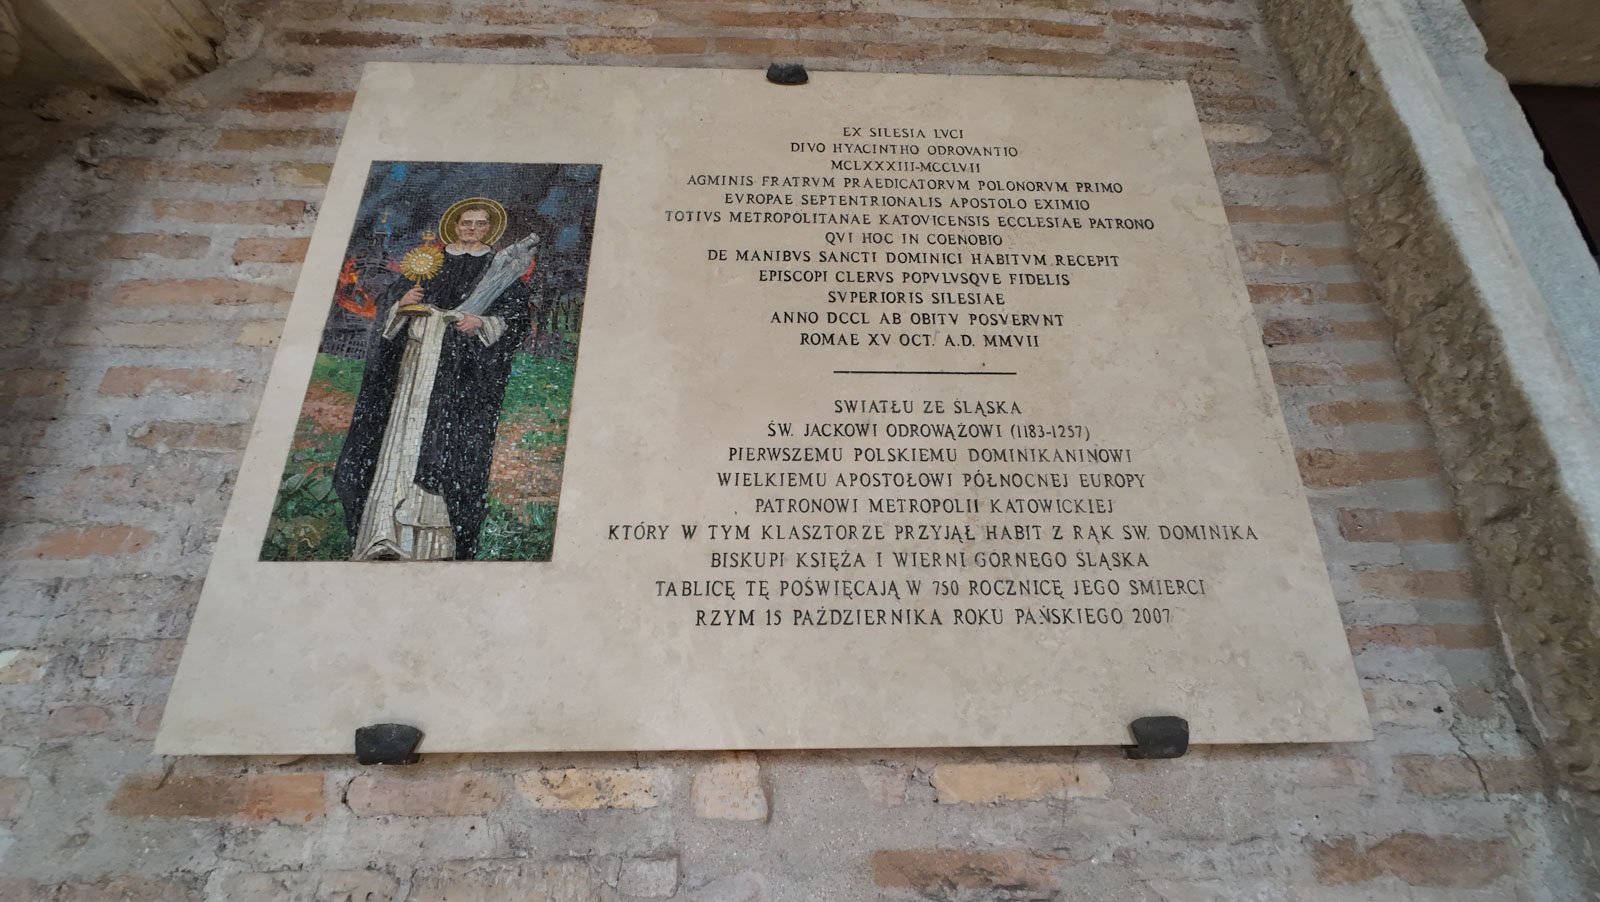 EX SILESIA LVCI
DIVO HYACINTHO ODROVANTIO
MCLXXXIII-MCCLVII
AGMINIS FRATRVM PRAEDICATORVM POLONORVM PRIMO
EVROPAE SEPTENTRIONALIS APOSTOLO EXIMIO
TOTIVS METROPOLITANAE KATOVICENSIS ECCLESIAE PATRONO
QVI HOC IN COENOBIO
DE MANIBVS SANCTI DOMINICI HABITVM RECEPIT
EPISCOPI CLERVS POPVLVSQVE FIDELIS
SVPERIORIS SILESIAE
ANNO DCCL AB OBITV POSVERVNT
ROMAE XV OCT. A.D. MMVII
SWIATŁU ZE ŚLĄSKA
ŚW. JACKOWI ODROWĄŻOWI (1183-1257)
PIERWSZEMU POLSKIEMU DOMINIKANINOWI
WIELKIEMU APOSTOŁOWI PÓŁNOCNEJ EUROPY
PATRONOWI METROPOLII KATOWICKIEJ
KTÓRY W TYM KLASZTORZE PRZYJĄŁ HABIT Z RĄK ŚW. DOMINIKA
BISKUPI KSIĘŻA I WIERNI GÓRNEGO ŚLĄSKA
TABLICĘ TĘ POŚWIĘCAJĄ W 750 ROCZNICĘ JEGO ŚMIERCI
RZYM 15 PAŹDZIERNIKA ROKU PAŃSKIEGO 2007